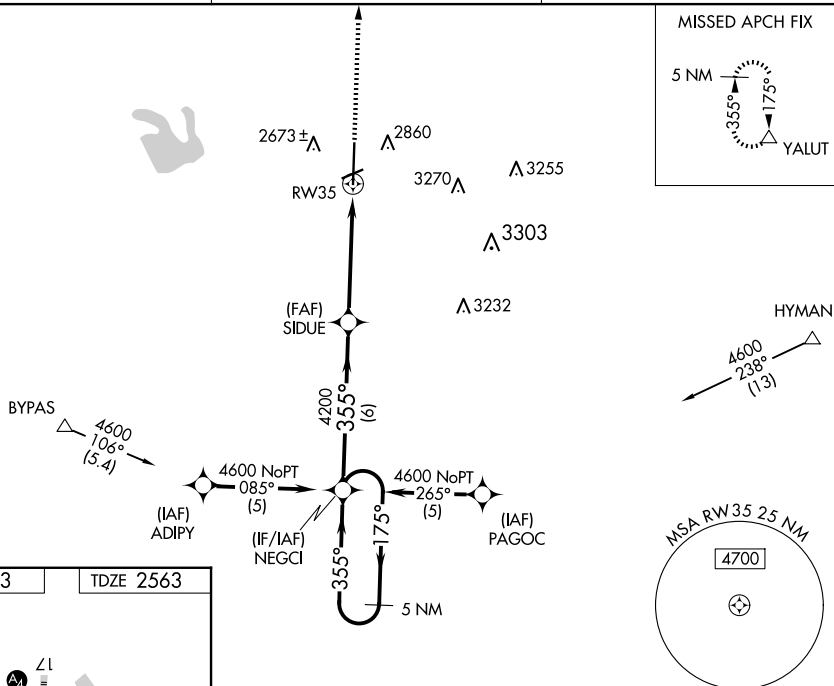 MISSED APCH FIX
5 NM
355°
175°
YALUT
2673±
2860
3270
3255
RW35
3303
3232
(FAF)
SIDUE
HYMAN
4600
238°
(13)
4200
355°
(6)
BYPAS
4600
106°
(5.4)
4600 NoPT
085°
(5)
4600 NoPT
265°
(5)
(IAF)
ADIPY
(IF/IAF)
NEGCI
(IAF)
PAGOC
355°
175°
5 NM
MSA RW35 25 NM
4700
3
TDZE 2563
17